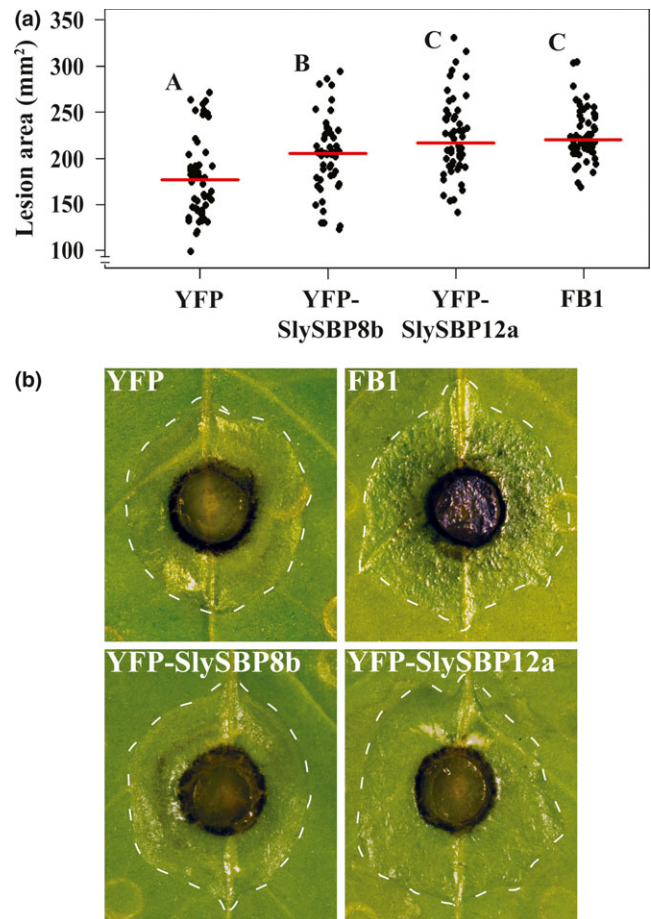 (a)
350
300
250
200
150
100
Lesion area (mm²)
A
B
C
C
YFP
YFP-
SlySBP8b
YFP-
SlySBP12a
FB1
(b)
YFP
FB1
YFP-SlySBP8b
YFP-SlySBP12a